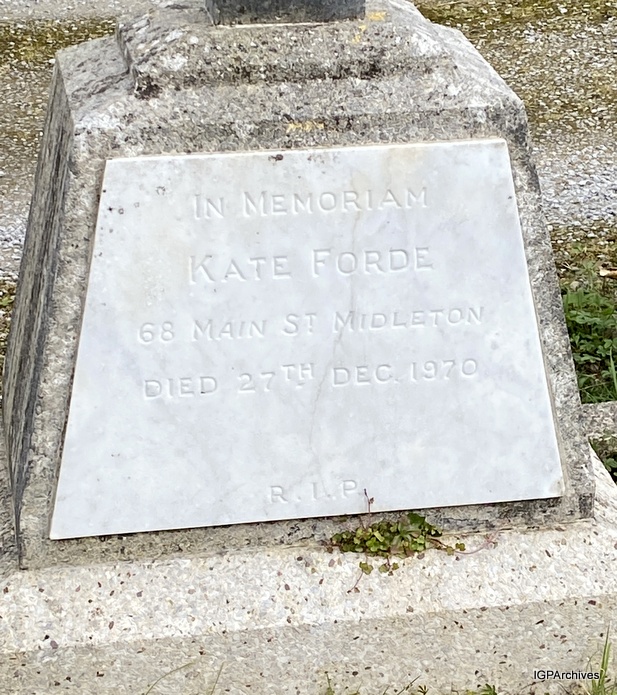 IN MEMORIAM
KATE FORDE
68 MAIN ST MIDLETON
DIED 27TH DEC. 1970
R.I.P.
IGPArchives